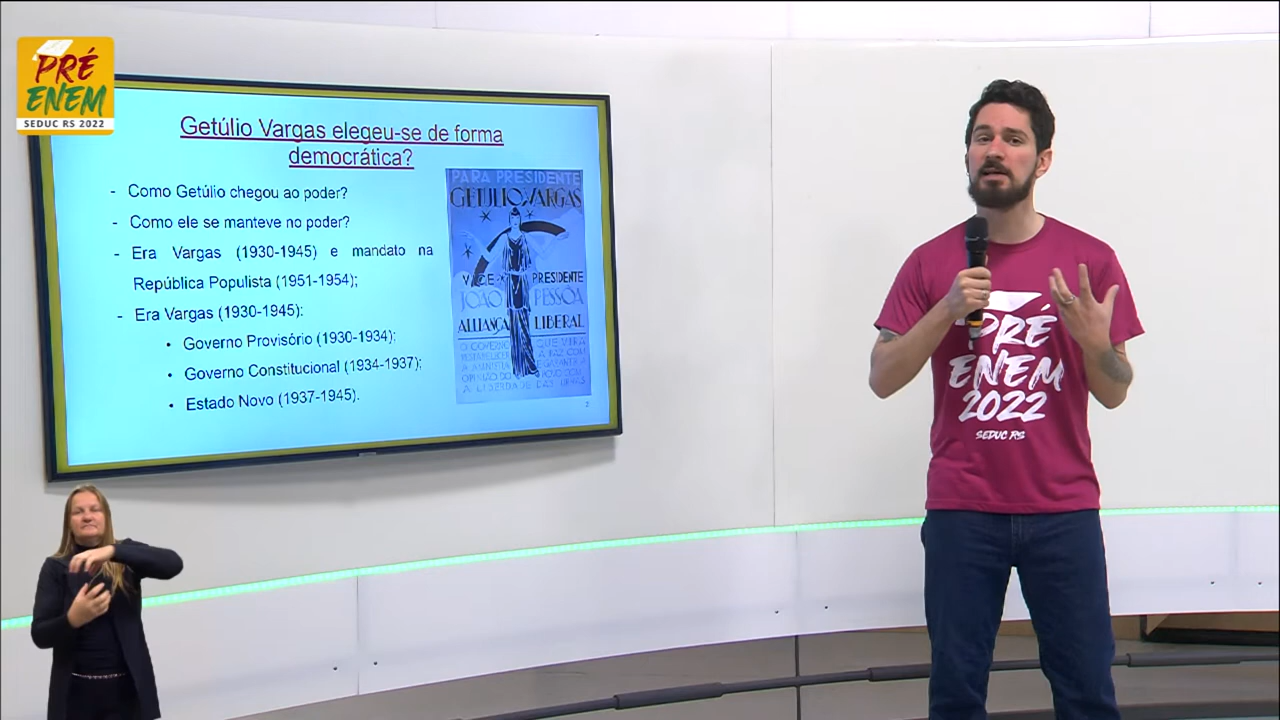 PRÉ
ENEM
SEDUC RS 2022
Getúlio Vargas elegeu-se de forma
democrática?
- Como Getúlio chegou ao poder?
- Como ele se manteve no poder?
- Era Vargas (1930-1945) e mandato na
República Populista (1951-1954);
- Era Vargas (1930-1945):
• Governo Provisório (1930-1934);
• Governo Constitucional (1934-1937);
• Estado Novo (1937-1945).
PARA PRESIDENTE
GETULIO VARGAS
VICE PRESIDENTE
JOÃO PESSÔA
ALLIANÇA LIBERAL
2
PRÉ
ENEM
2022
SEDUC RS